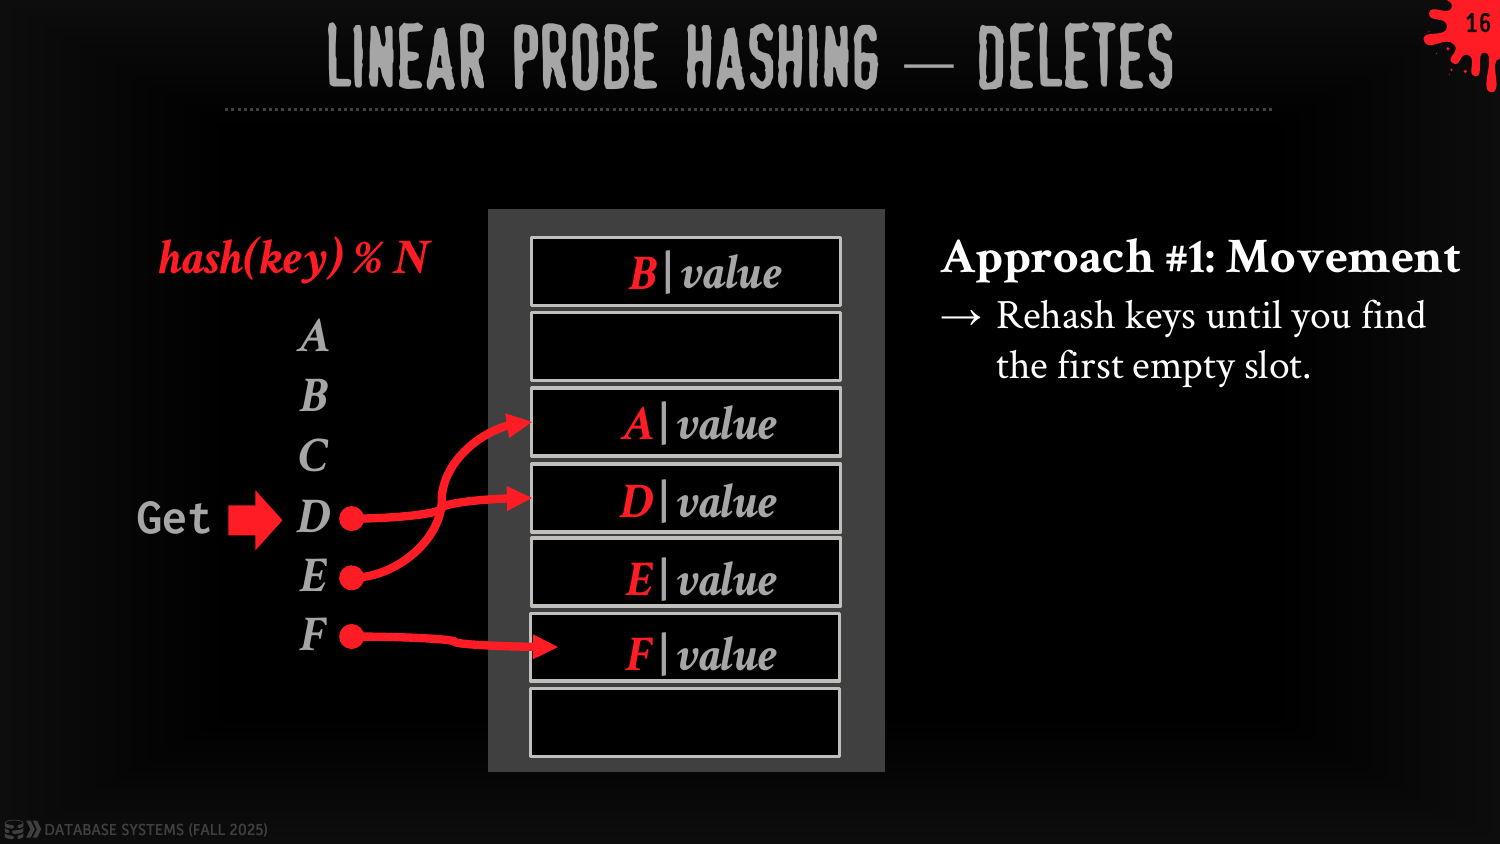 LINEAR PROBE HASHING — DELETES
16
hash(key) % N
A
B
C
Get
D
E
F
B|value
A|value
D|value
E|value
F|value
Approach #1: Movement
→ Rehash keys until you find
the first empty slot.
DATABASE SYSTEMS (FALL 2025)